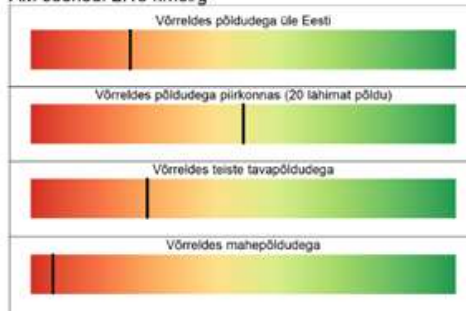 Võrreldes põldudega üle Eesti
Võrreldes põldudega piirkonnas (20 lähimat põldu)
Võrreldes teiste tavapõldudega
Võrreldes mahepõldudega